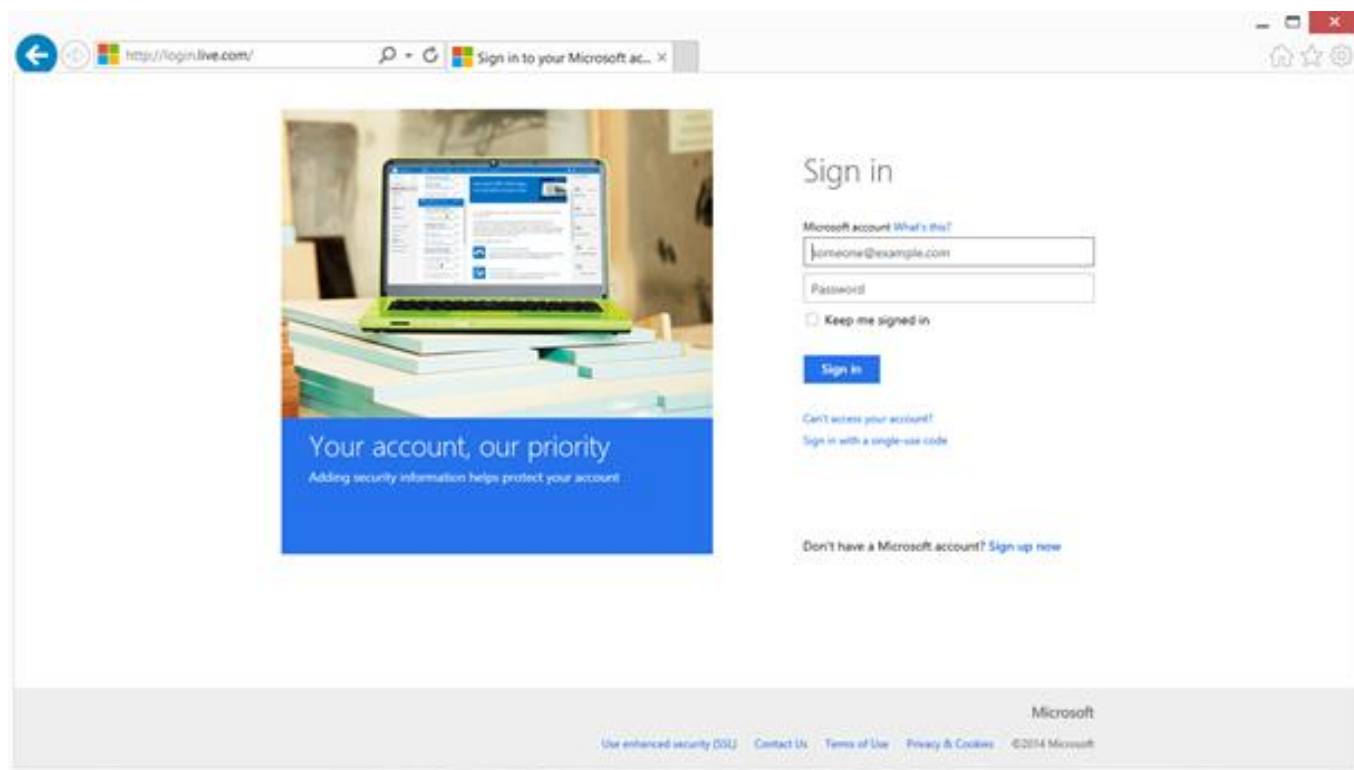 http://login.live.com/
Sign in to your Microsoft ac...
Sign in
Microsoft account What's this?
someone@example.com
Password
Keep me signed in
Sign in
Can't access your account?
Sign in with a single-use code
Your account, our priority
Adding security information helps protect your account
Don't have a Microsoft account? Sign up now
Microsoft
Use enhanced security (SSL) Contact Us Terms of Use Privacy & Cookies ©2014 Microsoft